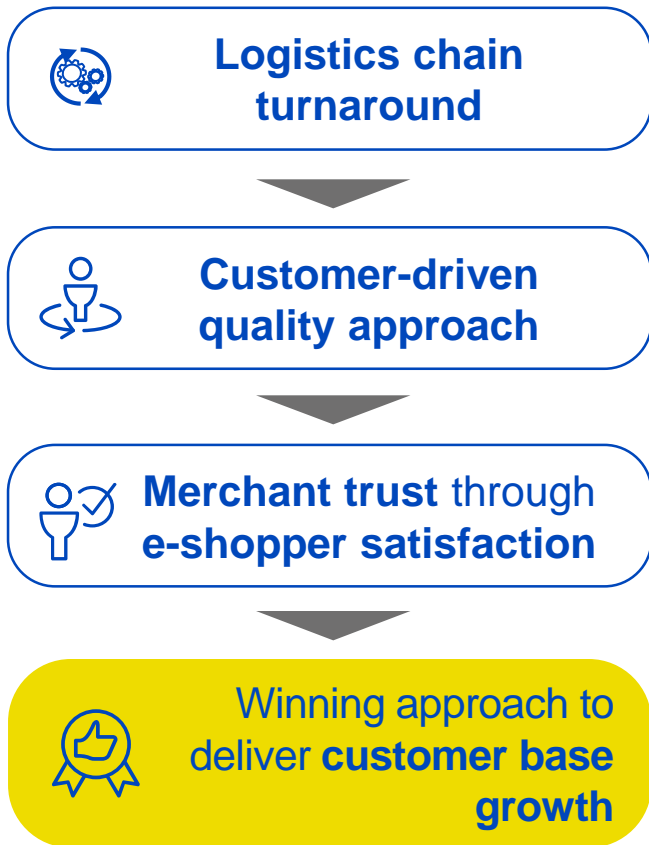 Logistics chain
turnaround
Customer-driven
quality approach
Merchant trust through
e-shopper satisfaction
Winning approach to
deliver customer base
growth